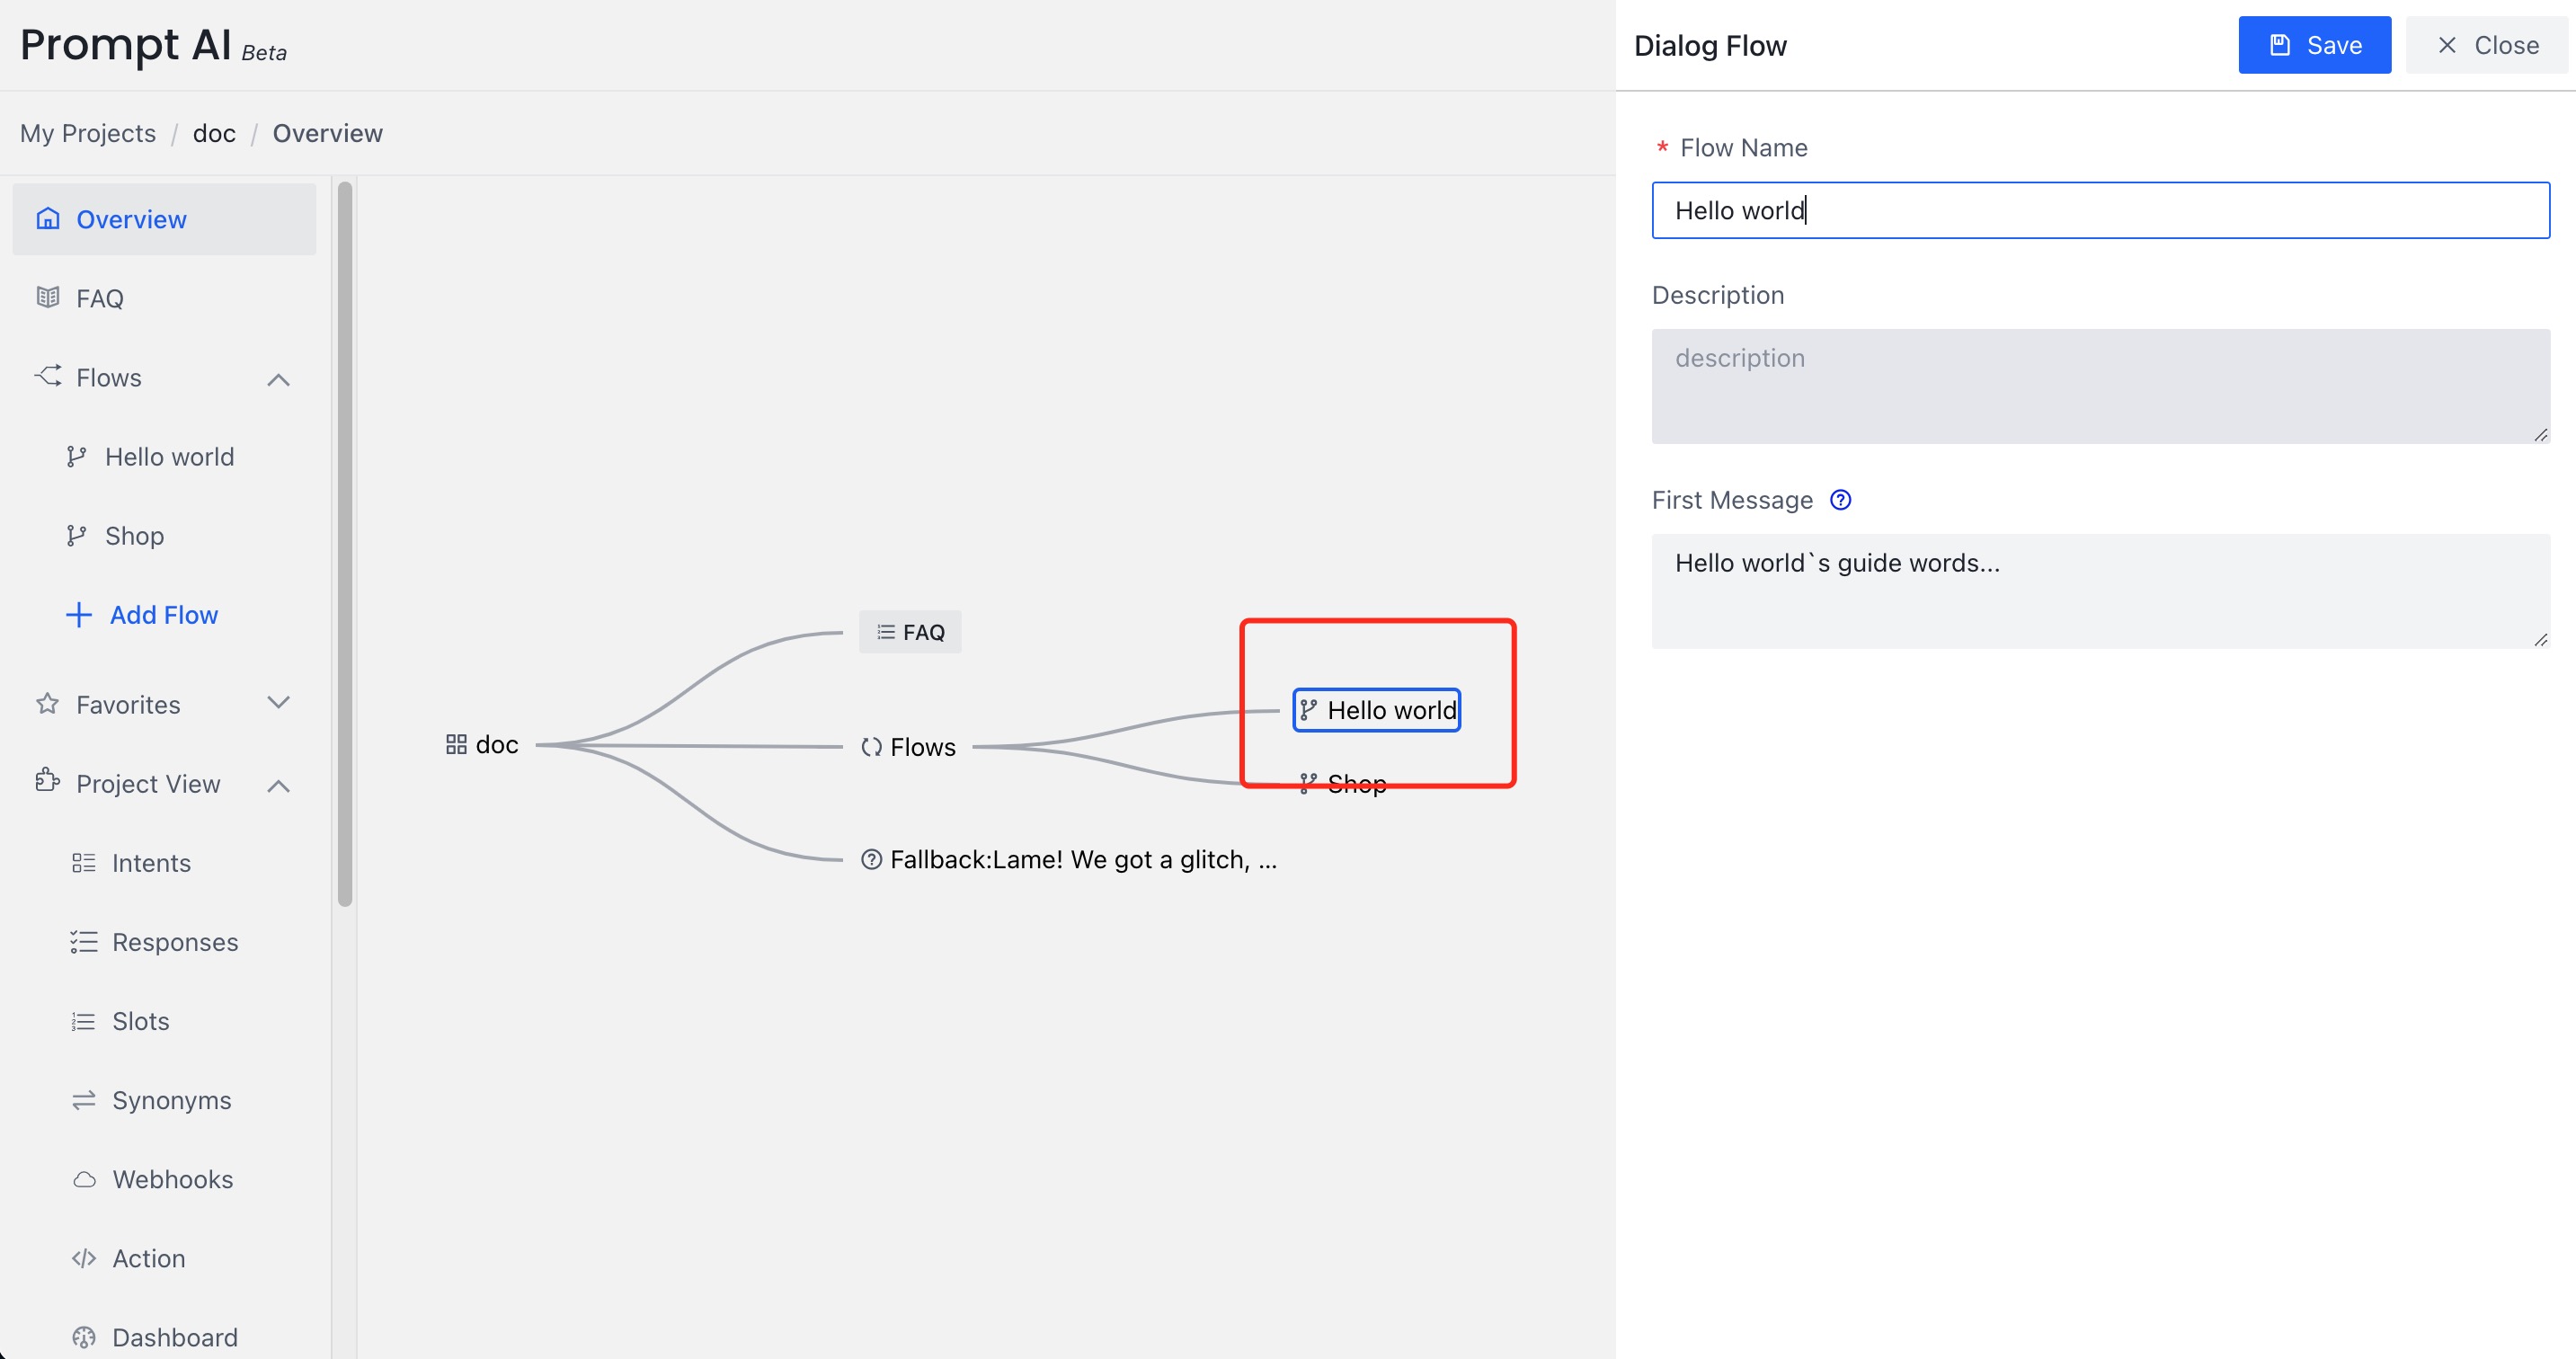 Prompt AI Beta
My Projects / doc / Overview
Overview
FAQ
Flows
Hello world
Shop
Add Flow
Favorites
Project View
Intents
Responses
Slots
Synonyms
Webhooks
Action
Dashboard
doc
FAQ
Flows
Hello world
Shop
Fallback:Lame! We got a glitch, ...
Dialog Flow
Save
Close
* Flow Name
Hello world
Description
description
First Message
Hello world`s guide words...